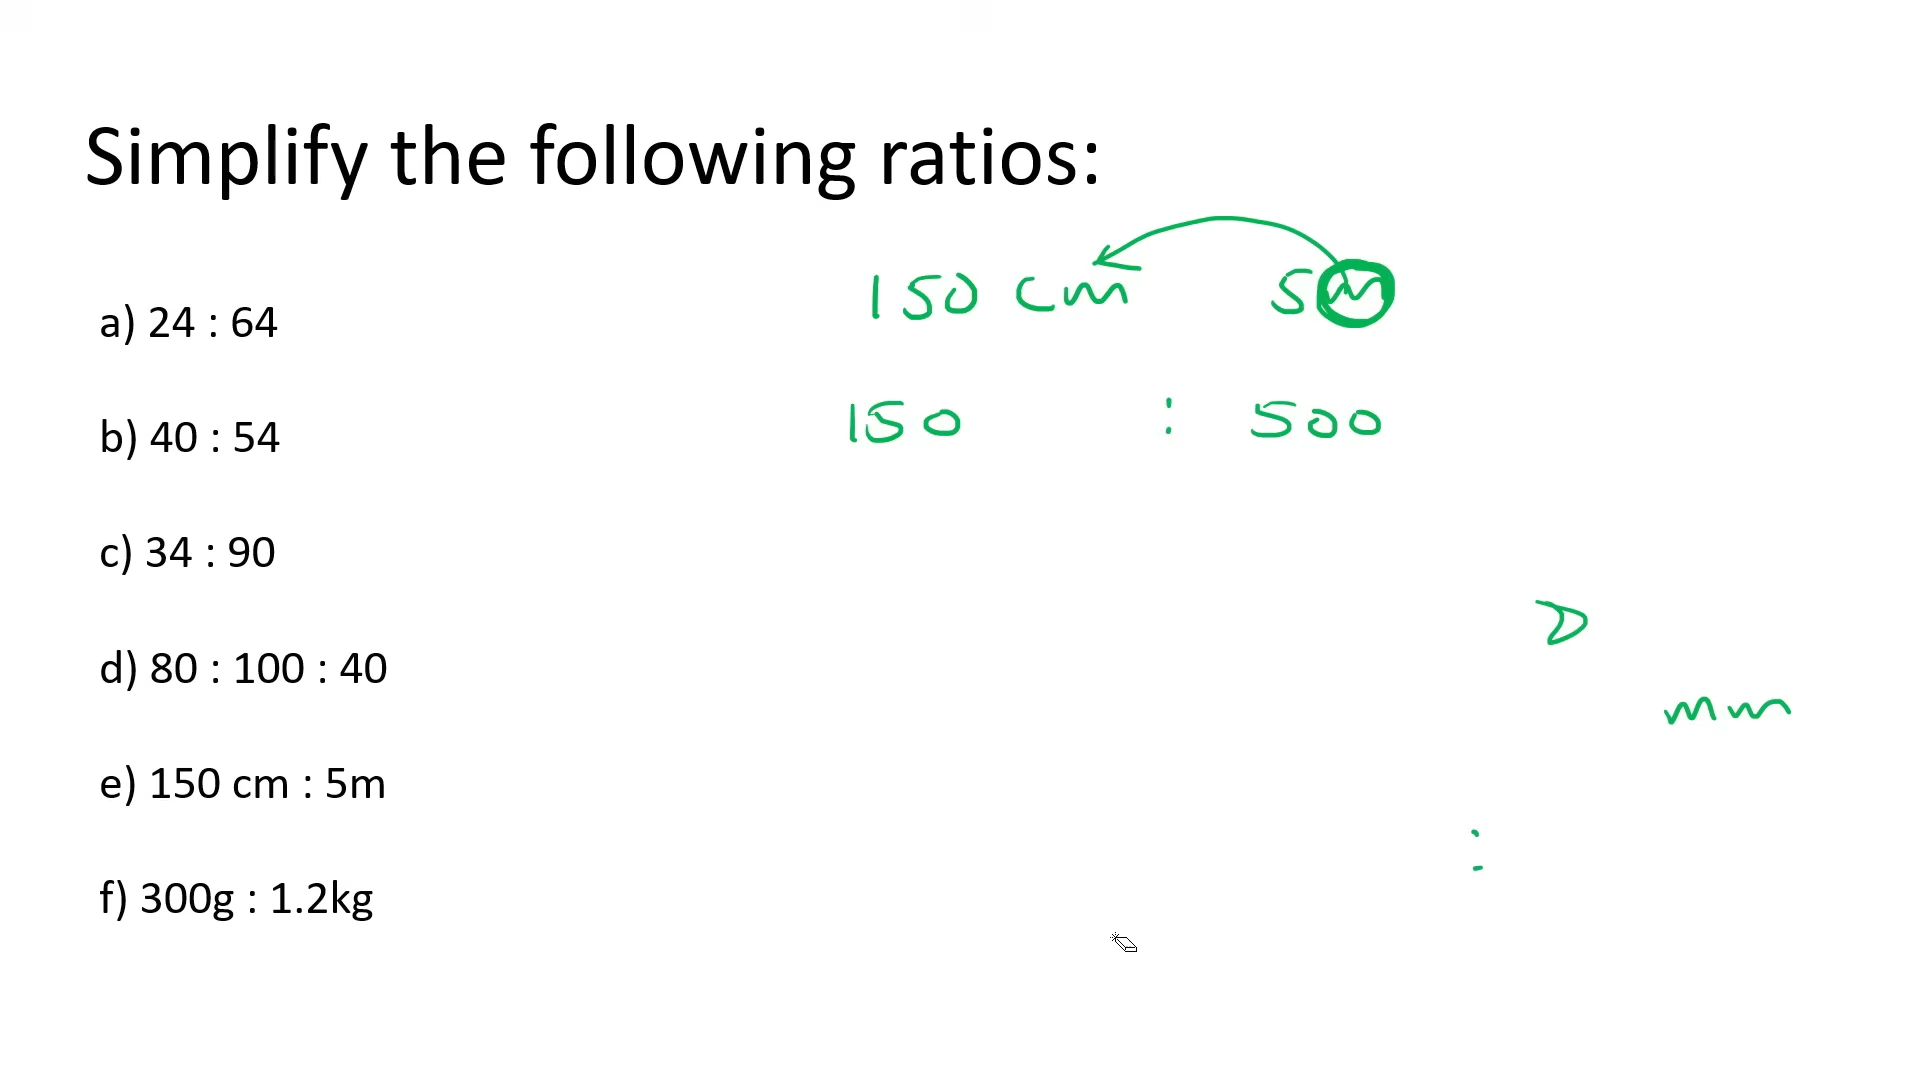 Simplify the following ratios:
150 cm 5m
a) 24 : 64
150 : 500
b) 40 : 54
c) 34 : 90
d) 80 : 100 : 40
mm
e) 150 cm : 5m
:
f) 300g : 1.2kg